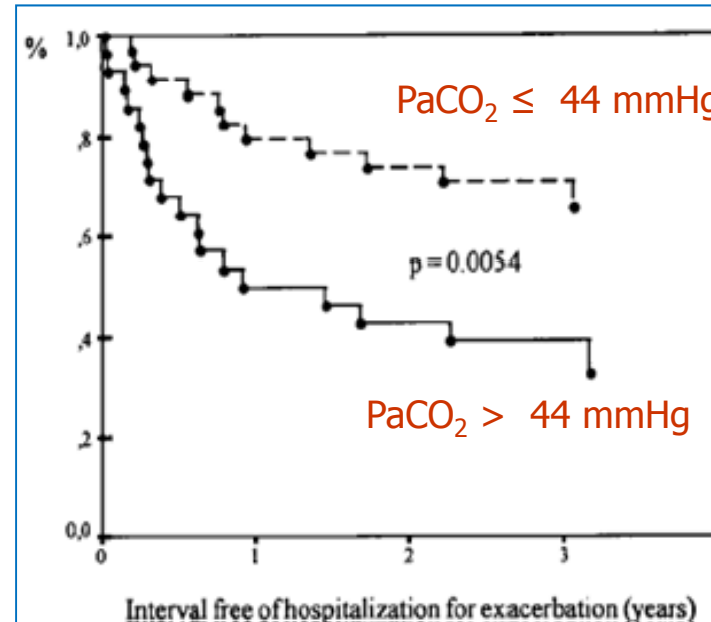 %
1,0
PaCO₂ ≤ 44 mmHg
,8
,6
p=0.0054
,4
PaCO₂ > 44 mmHg
,2
0,0
0 1 2 3
Interval free of hospitalization for exacerbation (years)